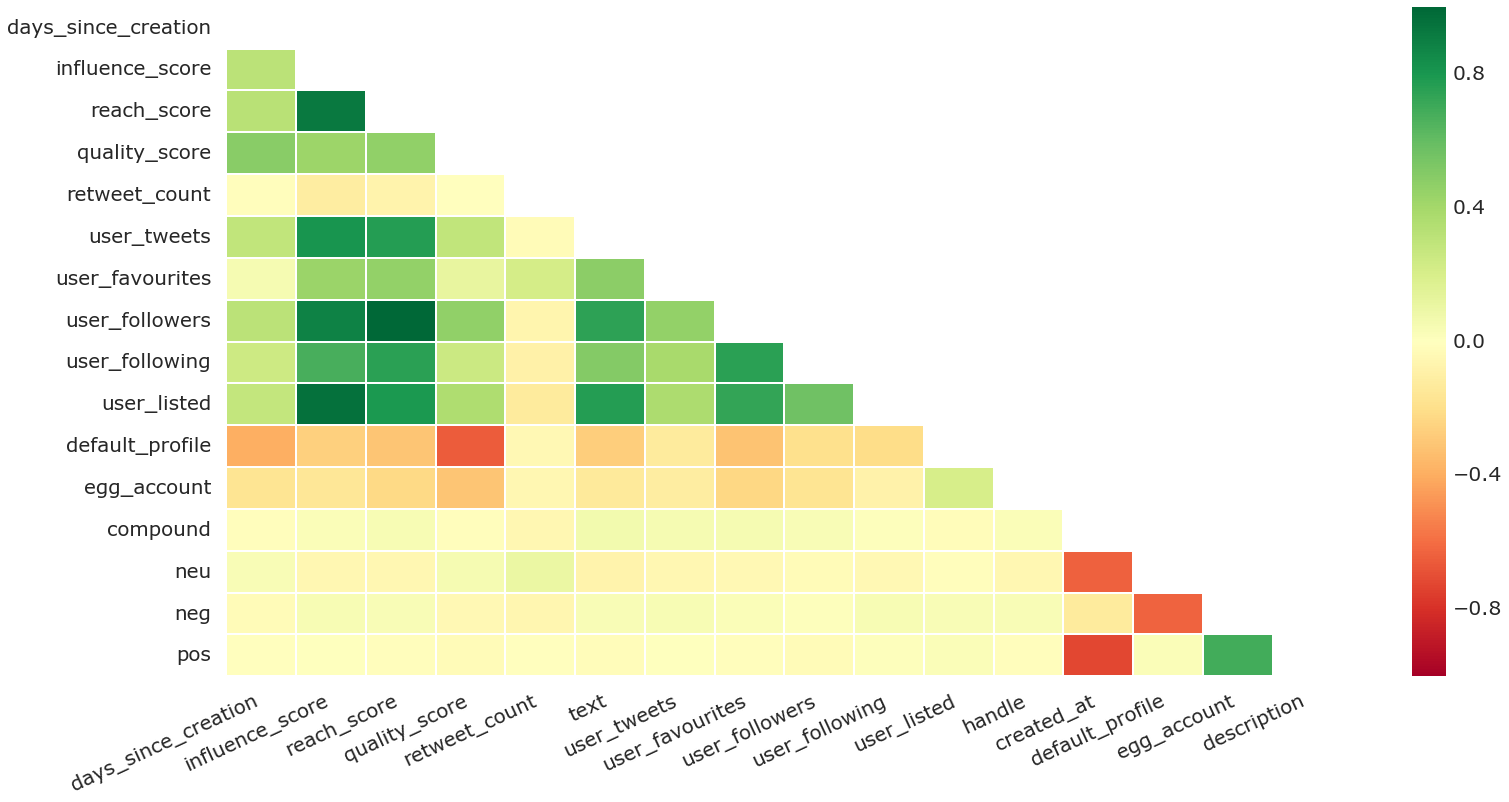 days_since_creation
influence_score
reach_score
quality_score
retweet_count
user_tweets
user_favourites
user_followers
user_following
user_listed
default_profile
egg_account
compound
neu
neg
pos
days_since_creation
influence_score
reach_score
quality_score
retweet_count
text
user_tweets
user_favourites
user_followers
user_following
user_listed
handle
created_at
default_profile
egg_account
description
0.8
0.4
0.0
−0.4
−0.8